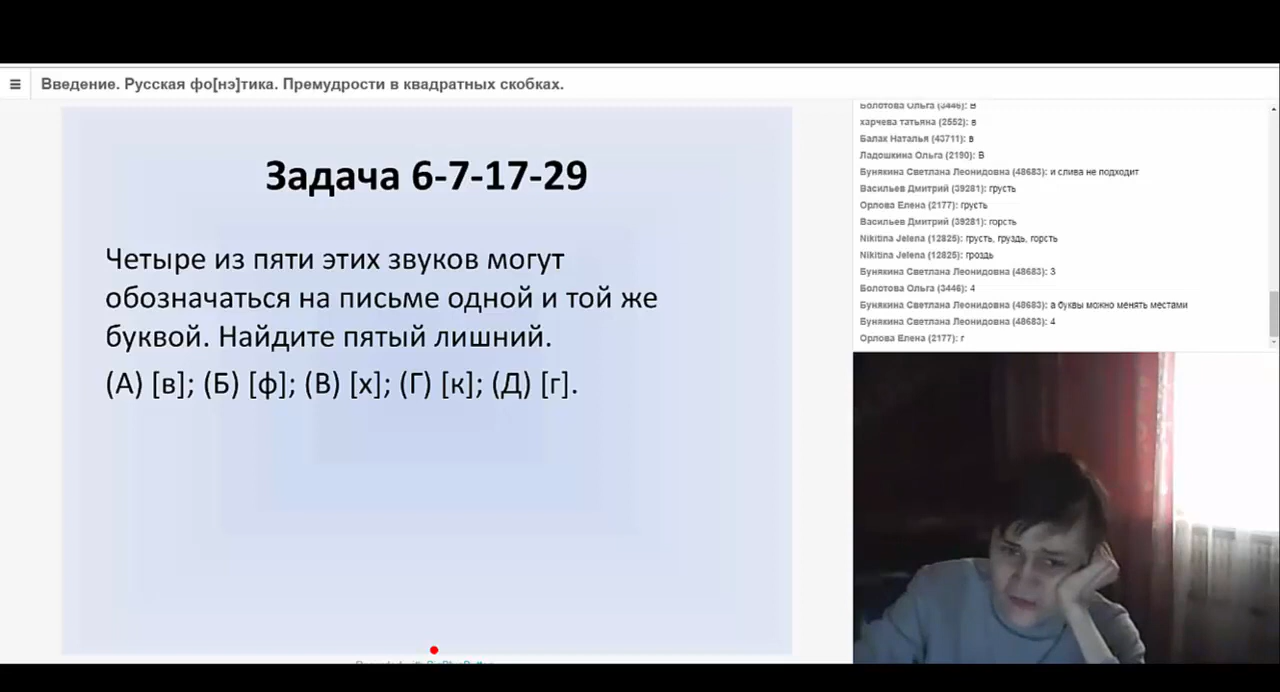 ☰ Введение. Русская фо[нэ]тика. Премудрости в квадратных скобках.
Задача 6-7-17-29
Четыре из пяти этих звуков могут
обозначаться на письме одной и той же
буквой. Найдите пятый лишний.
(А) [в]; (Б) [ф]; (В) [х]; (Г) [к]; (Д) [г].
Болотова Ольга (3446): В
харчева татьяна (2552): в
Балак Наталья (43711): в
Ладошкина Ольга (2190): В
Бунякина Светлана Леонидовна (48683): и слива не подходит
Васильев Дмитрий (39281): грусть
Орлова Елена (2177): грусть
Васильев Дмитрий (39281): горсть
Nikitina Jelena (12825): грусть, груздь, горсть
Nikitina Jelena (12825): гроздь
Бунякина Светлана Леонидовна (48683): 3
Болотова Ольга (3446): 4
Бунякина Светлана Леонидовна (48683): а буквы можно менять местами
Бунякина Светлана Леонидовна (48683): 4
Орлова Елена (2177): г